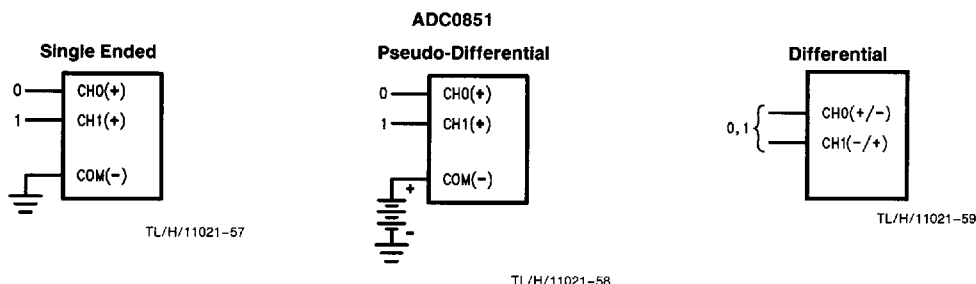 ADC0851
Single Ended
0 CH0(+)
1 CH1(+)
COM(-)
TL/H/11021-57
Pseudo-Differential
0 CH0(+)
1 CH1(+)
COM(-)
+
-
TL/H/11021-58
Differential
0,1
CH0(+/-)
CH1(-/+)
TL/H/11021-59